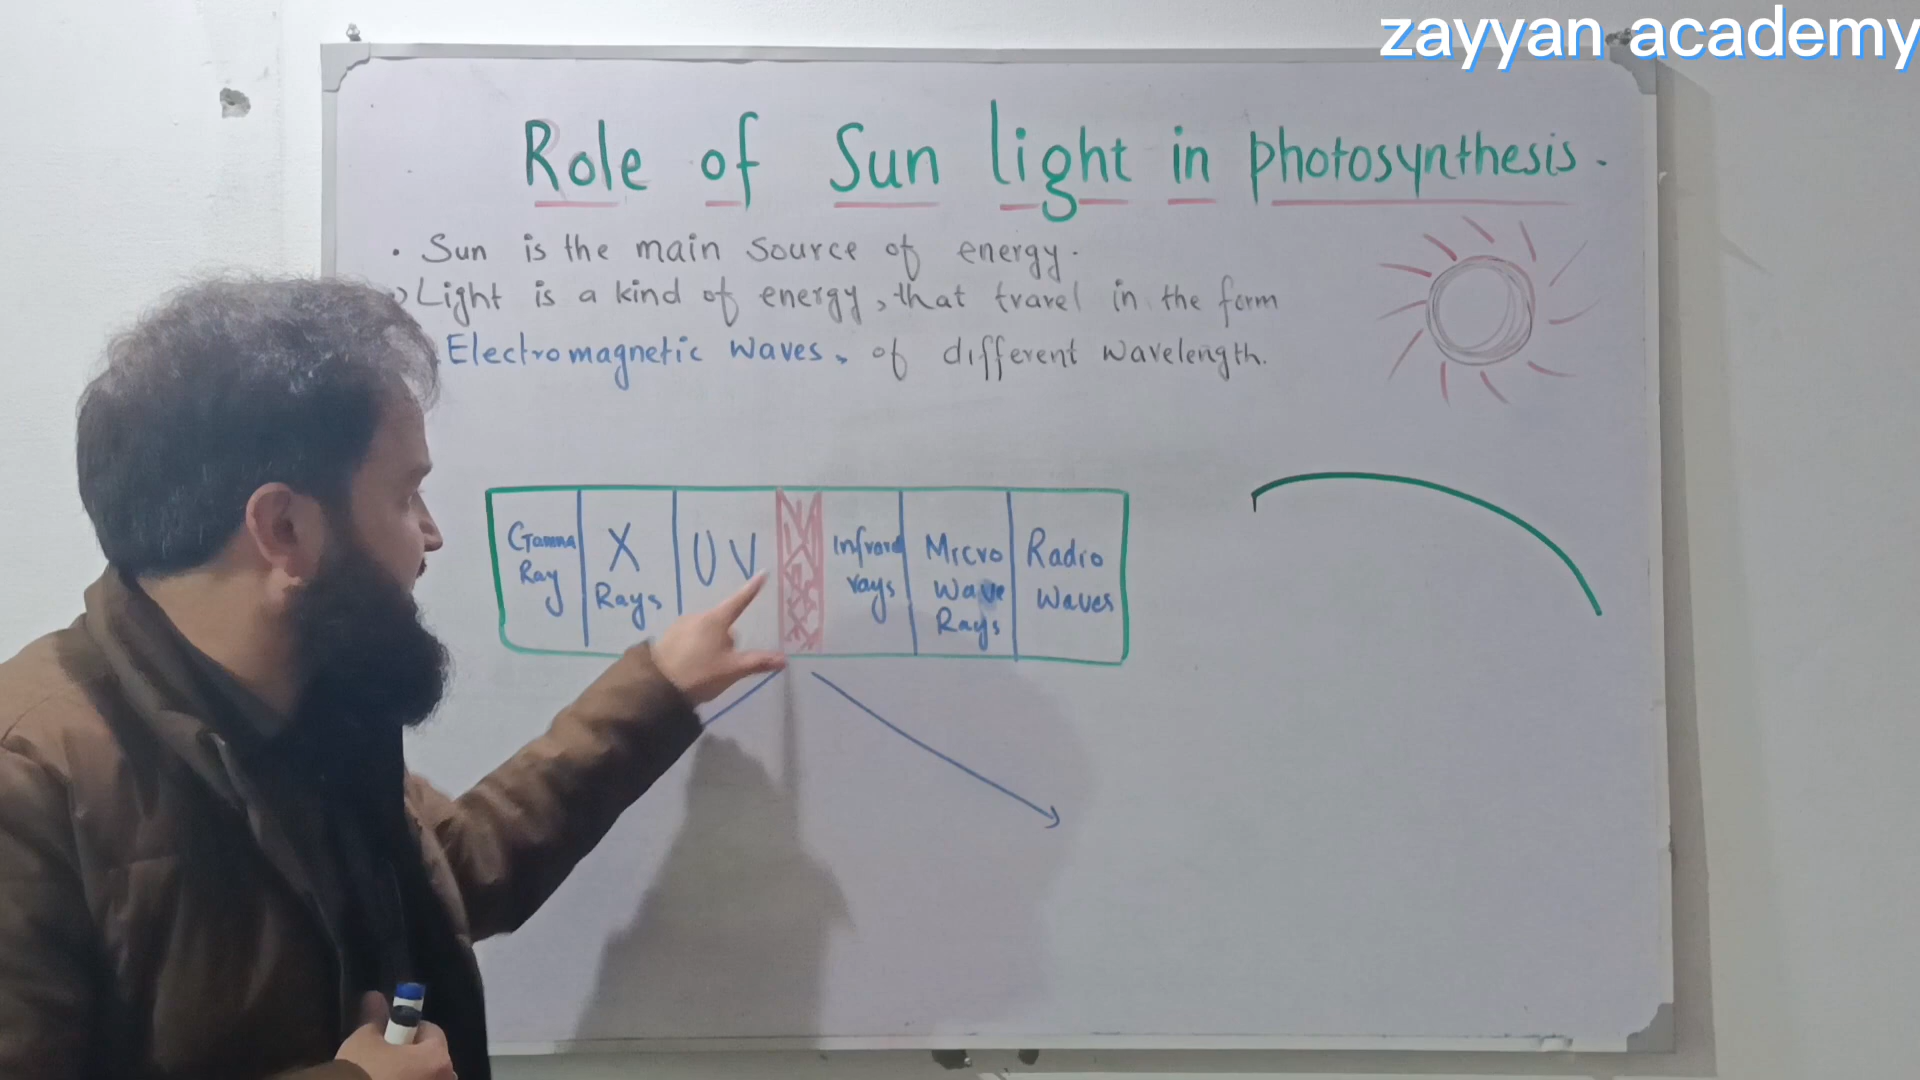 zayyan academy
Role of Sun light in photosynthesis.
• Sun is the main source of energy.
Light is a kind of energy, that travel in the form
Electromagnetic waves, of different wavelength.
Gamma Ray
X Rays
UV
Infrared rays
Micro wave Rays
Radio waves